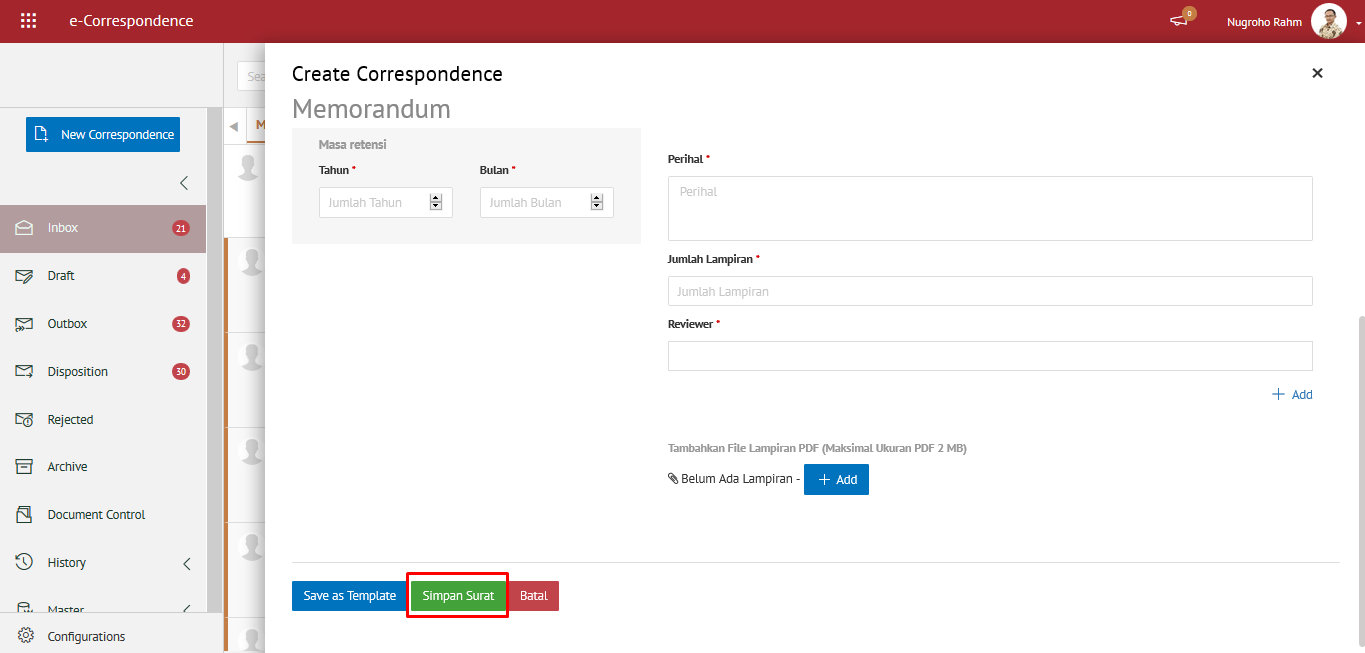 e-Correspondence
0
Nugroho Rahm
New Correspondence
Inbox 21
Draft 4
Outbox 32
Disposition 30
Rejected
Archive
Document Control
History
Master
Configurations
Sea
M
Create Correspondence
Memorandum
Masa retensi
Tahun *
Bulan *
Jumlah Tahun
Jumlah Bulan
Perihal *
Perihal
Jumlah Lampiran *
Jumlah Lampiran
Reviewer *
Add
Tambahkan File Lampiran PDF (Maksimal Ukuran PDF 2 MB)
Belum Ada Lampiran - Add
Save as Template Simpan Surat Batal